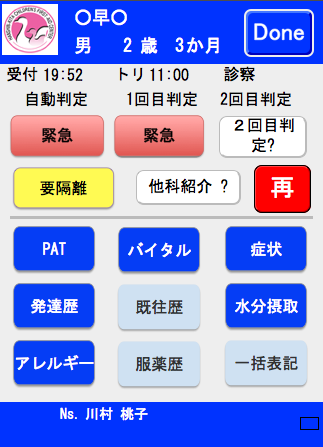 〇早〇
男 2 歳 3か月
Done
受付 19:52 トリ 11:00 診察
自動判定 1回目判定 2回目判定
緊急 緊急 2回目判定?
要隔離 他科紹介 ? 再
PAT バイタル 症状
発達歴 既往歴 水分摂取
アレルギー 服薬歴 一括表記
Ns. 川村 桃子